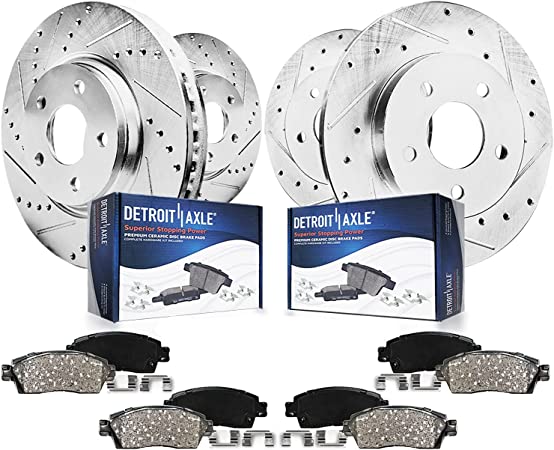 DETROIT AXLE®
Superior Stopping Power
PREMIUM CERAMIC DISC BRAKE PADS
COMPLETE HARDWARE KIT INCLUDED
DETROIT AXLE®
Superior Stopping Power
PREMIUM CERAMIC DISC BRAKE PADS
COMPLETE HARDWARE KIT INCLUDED